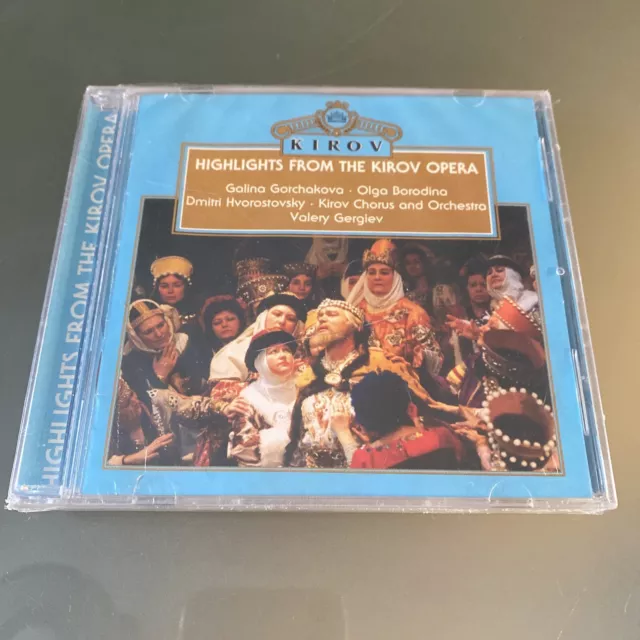 KIROV
HIGHLIGHTS FROM THE KIROV OPERA
Galina Gorchakova · Olga Borodina
Dmitri Hvorostovsky · Kirov Chorus and Orchestra
Valery Gergiev
HIGHLIGHTS FROM THE KIROV OPERA